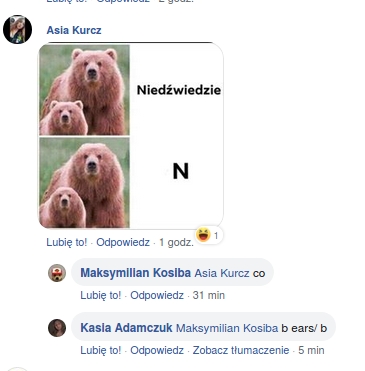 Lubię to! · Odpowiedz · 2 godz.
Asia Kurcz
Niedźwiedzie
N
1
Lubię to! · Odpowiedz · 1 godz.
Maksymilian Kosiba Asia Kurcz co
Lubię to! · Odpowiedz · 31 min
Kasia Adamczuk Maksymilian Kosiba b ears/ b
Lubię to! · Odpowiedz · Zobacz tłumaczenie · 5 min